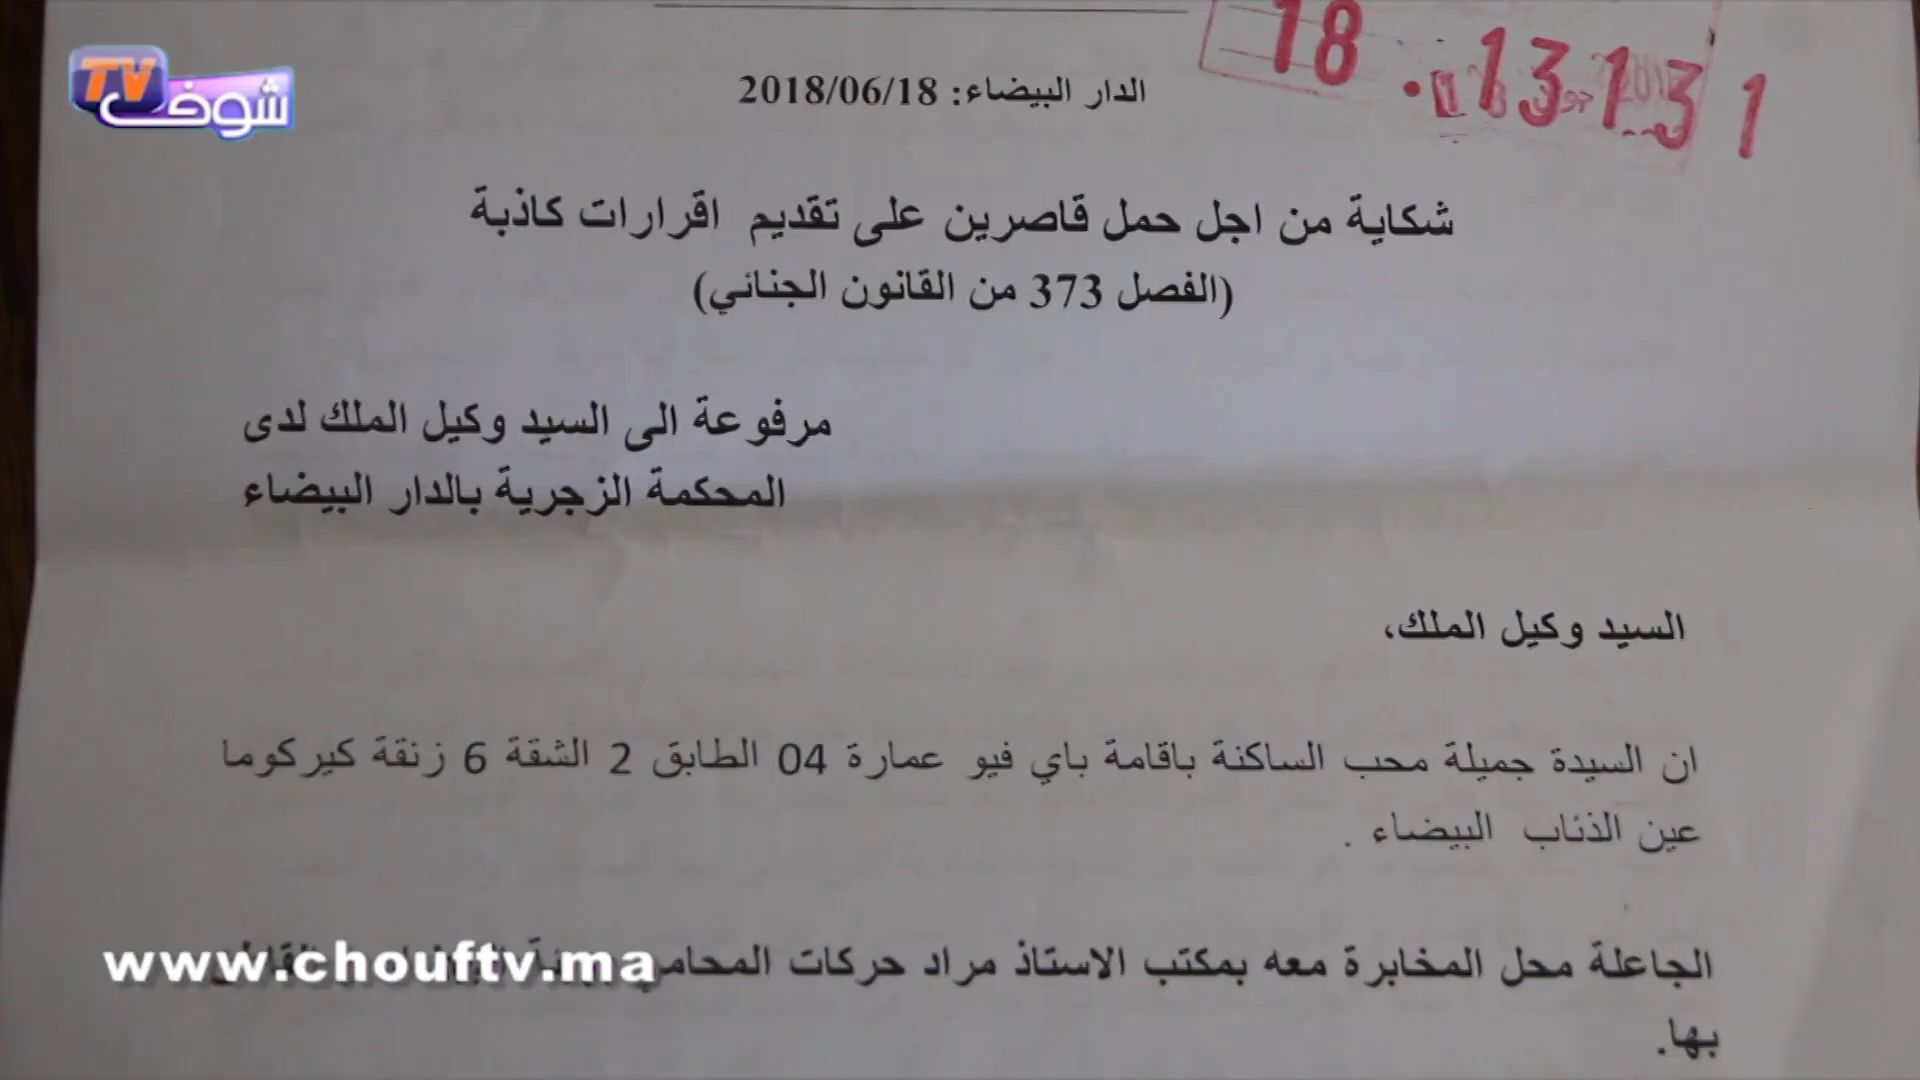 TV شوف
18 . 13131
الدار البيضاء: 2018/06/18
شكاية من اجل حمل قاصرين على تقديم اقرارات كاذبة
(الفصل 373 من القانون الجنائي)
مرفوعة الى السيد وكيل الملك لدى
المحكمة الزجرية بالدار البيضاء
السيد وكيل الملك،
ان السيدة جميلة محب الساكنة باقامة باي فيو عمارة 04 الطابق 2 الشقة 6 زنقة كيركوما
عين الذئاب البيضاء .
الجاعلة محل المخابرة معه بمكتب الاستاذ مراد حركات
بها.
www.chouftv.ma